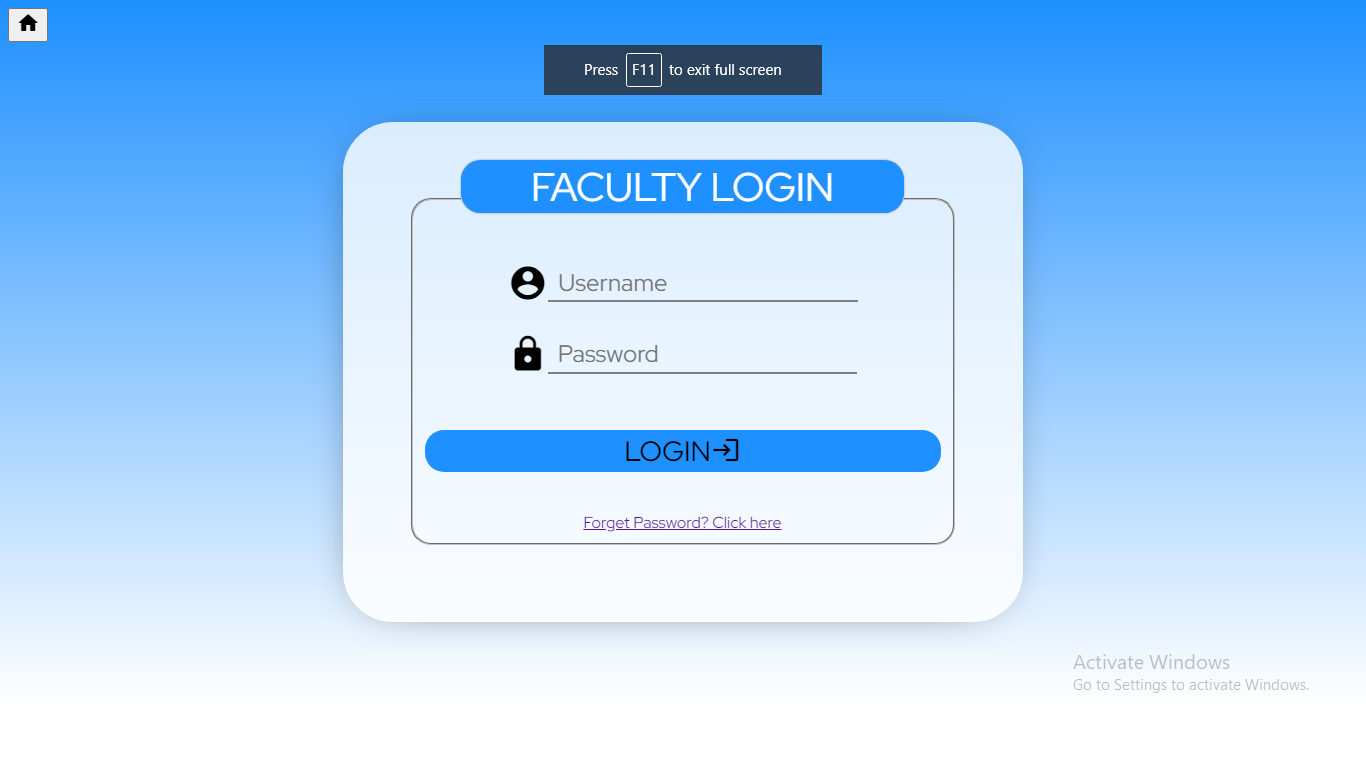 Press F11 to exit full screen
FACULTY LOGIN
Username
Password
LOGIN
Forget Password? Click here
Activate Windows
Go to Settings to activate Windows.